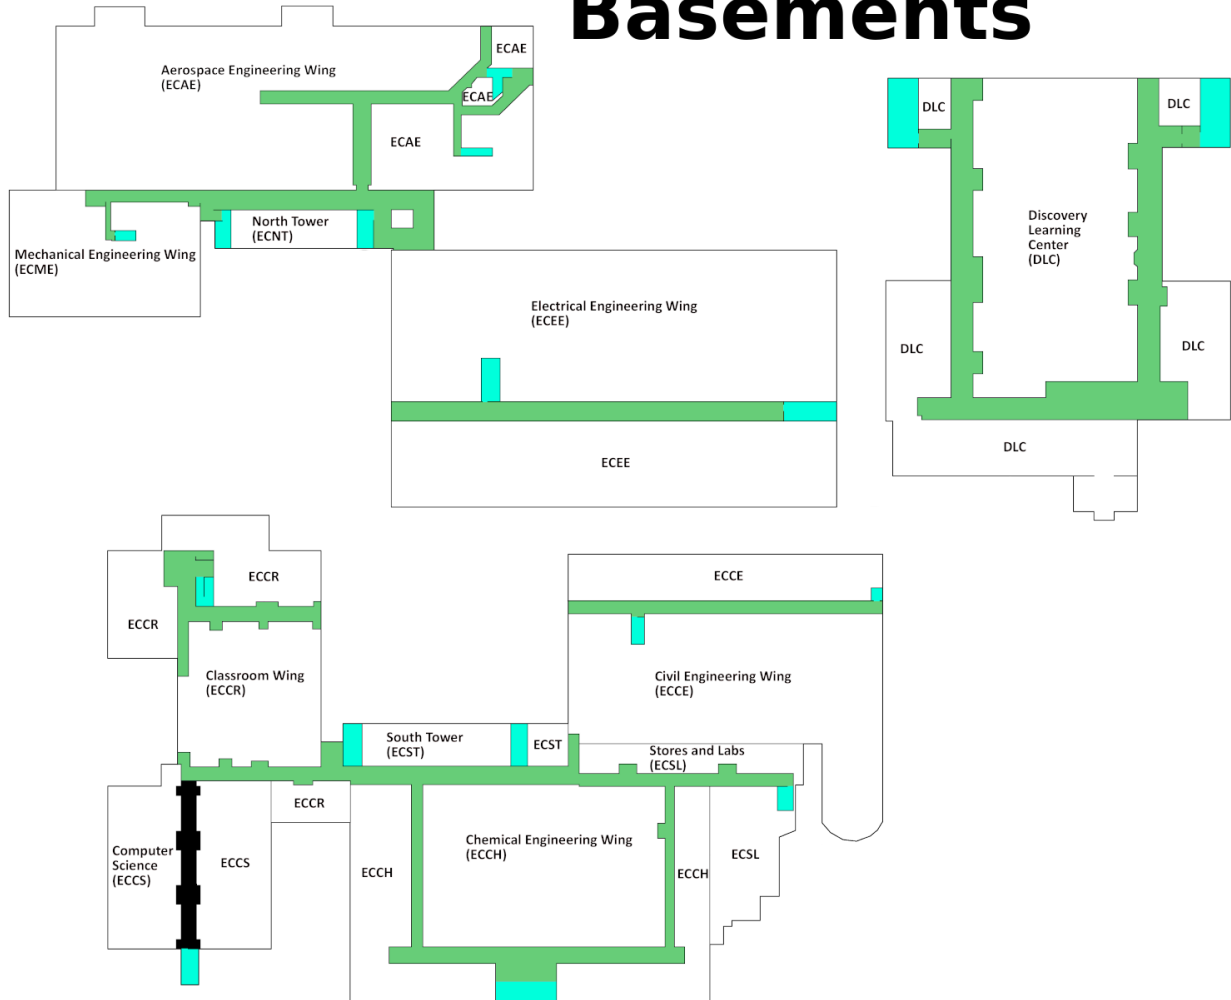 Basements
ECAE
Aerospace Engineering Wing
(ECAE)
ECAE
ECAE
DLC
DLC
North Tower
(ECNT)
Mechanical Engineering Wing
(ECME)
Discovery
Learning
Center
(DLC)
Electrical Engineering Wing
(ECEE)
DLC
DLC
ECEE
DLC
ECCR
ECCR
ECCE
Classroom Wing
(ECCR)
Civil Engineering Wing
(ECCE)
South Tower
(ECST)
ECST
Stores and Labs
(ECSL)
ECCR
Computer
Science
(ECCS)
ECCS
ECCH
Chemical Engineering Wing
(ECCH)
ECCH
ECSL